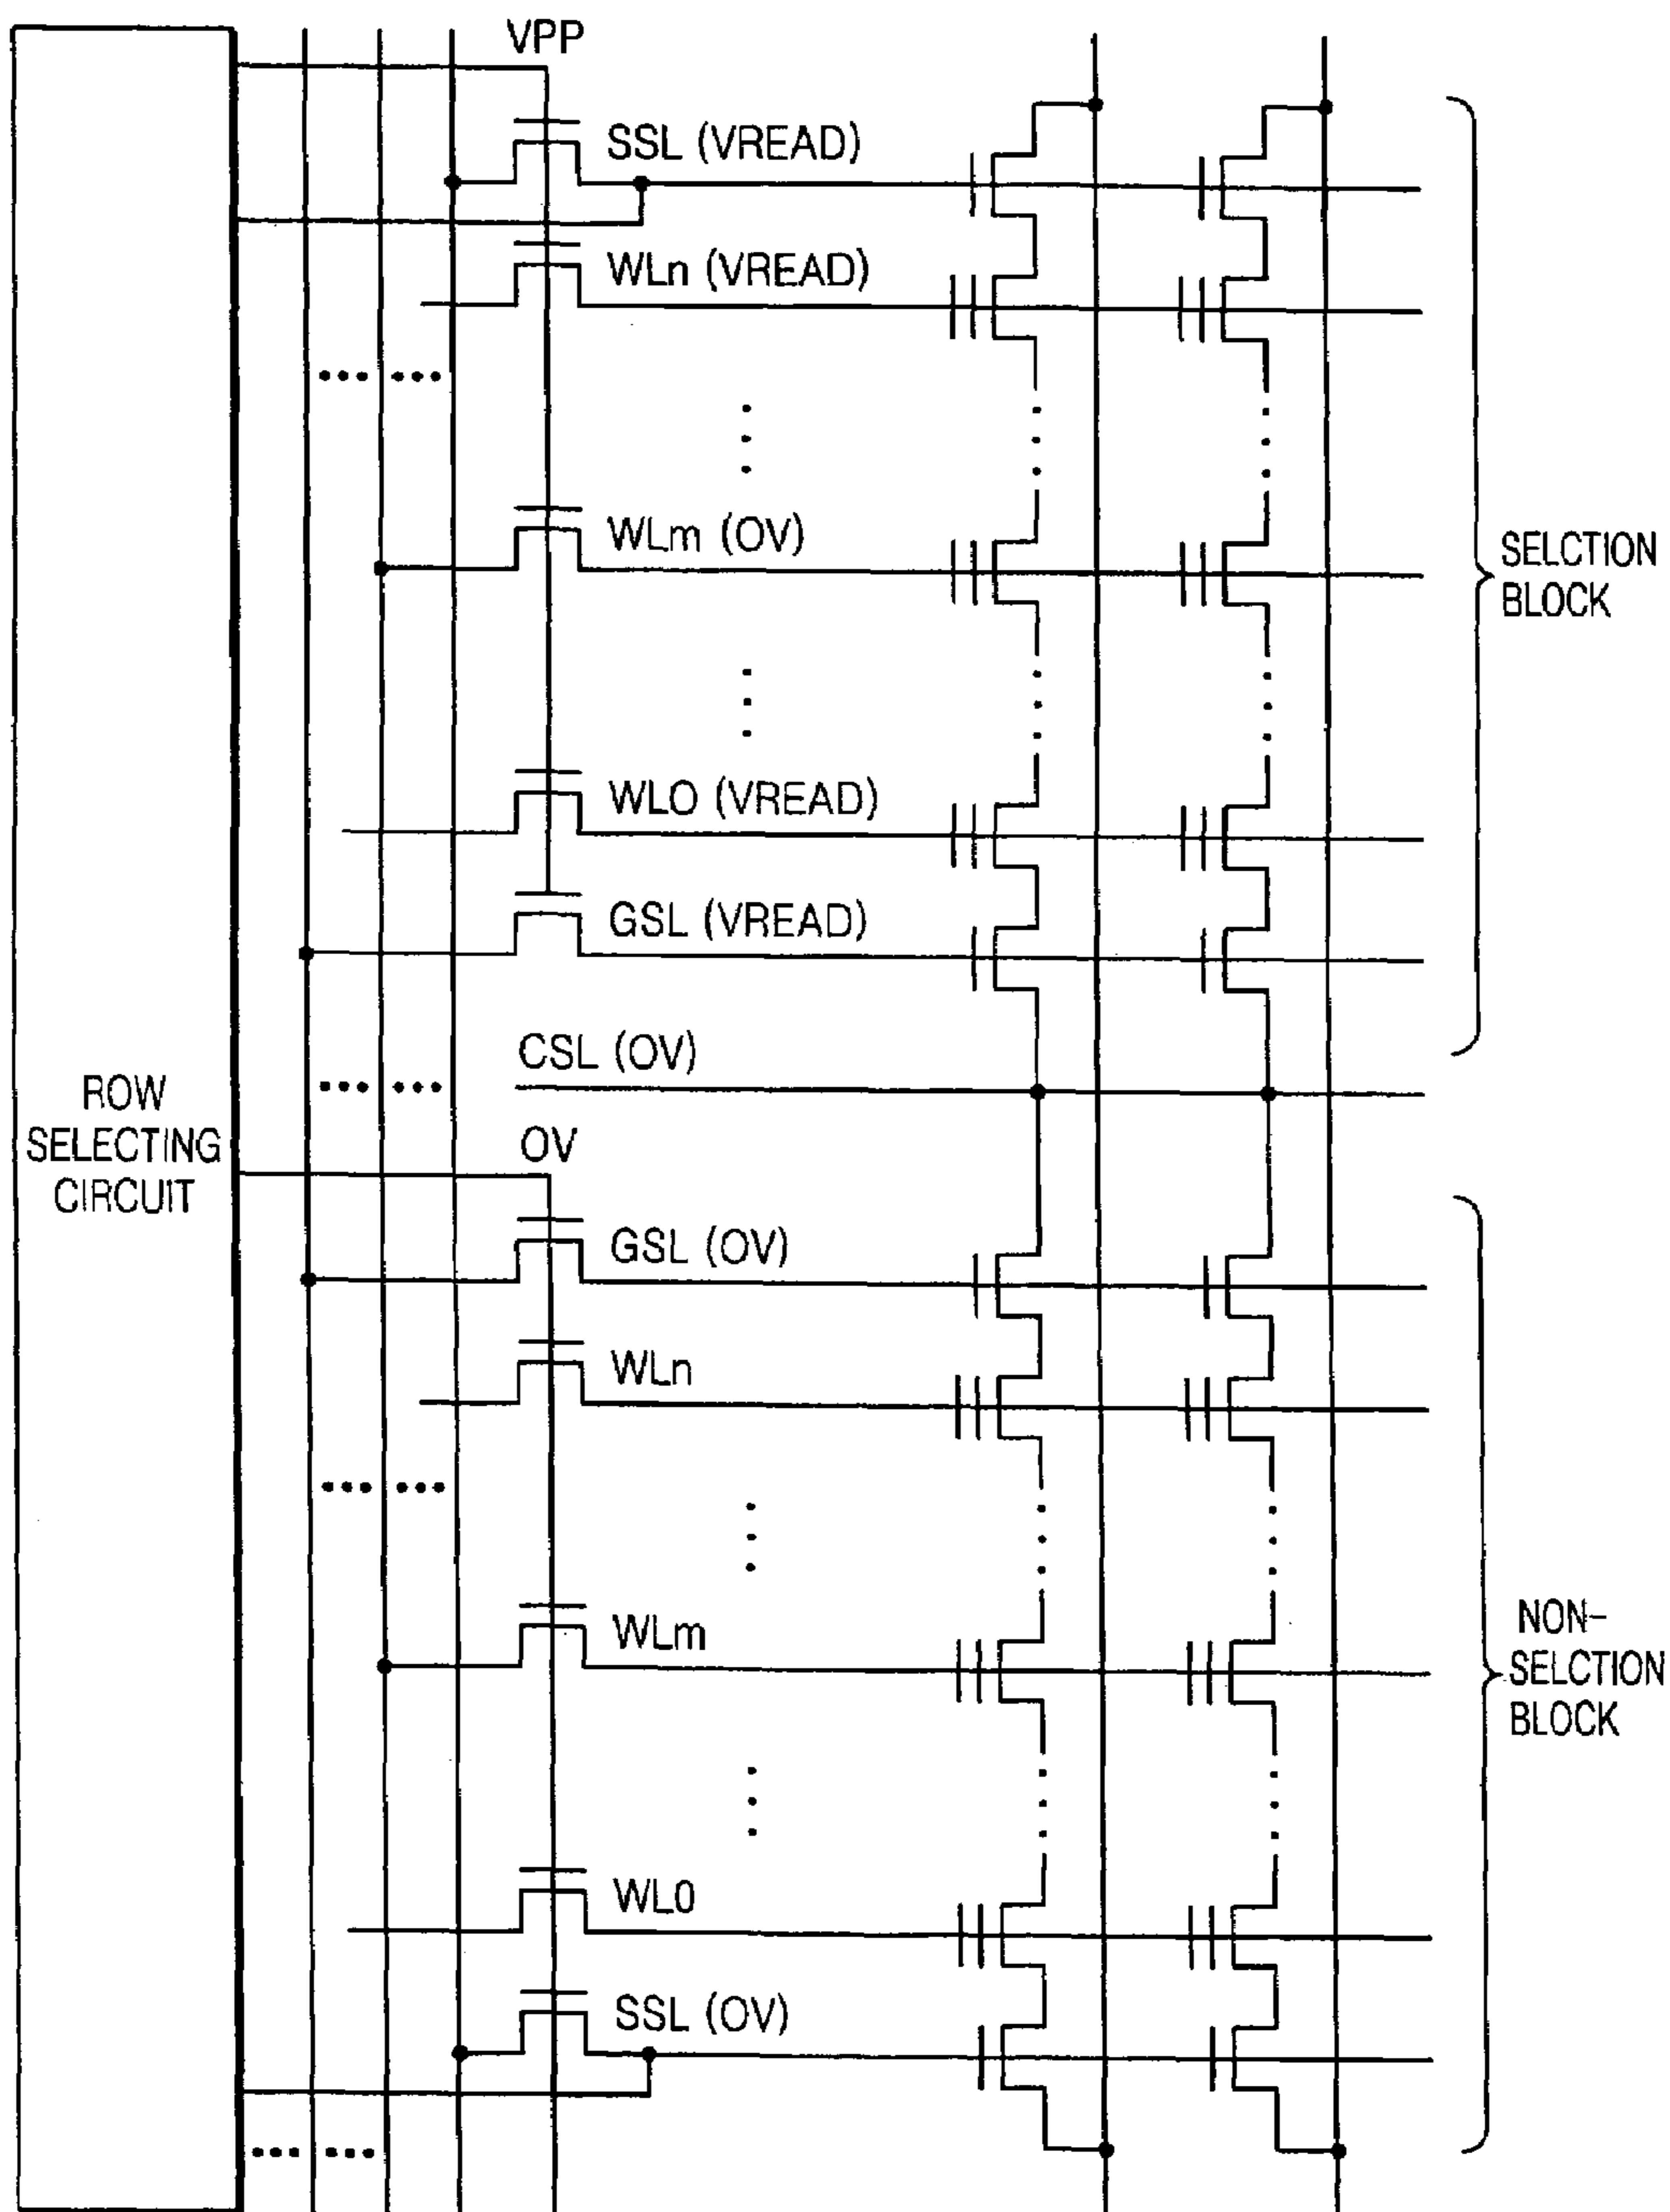 VPP
SSL (VREAD)
WLn (VREAD)
WLm (OV)
WLO (VREAD)
GSL (VREAD)
SELCTION
BLOCK
CSL (OV)
ROW
SELECTING
CIRCUIT
OV
GSL (OV)
WLn
WLm
WL0
SSL (OV)
NON-
SELCTION
BLOCK